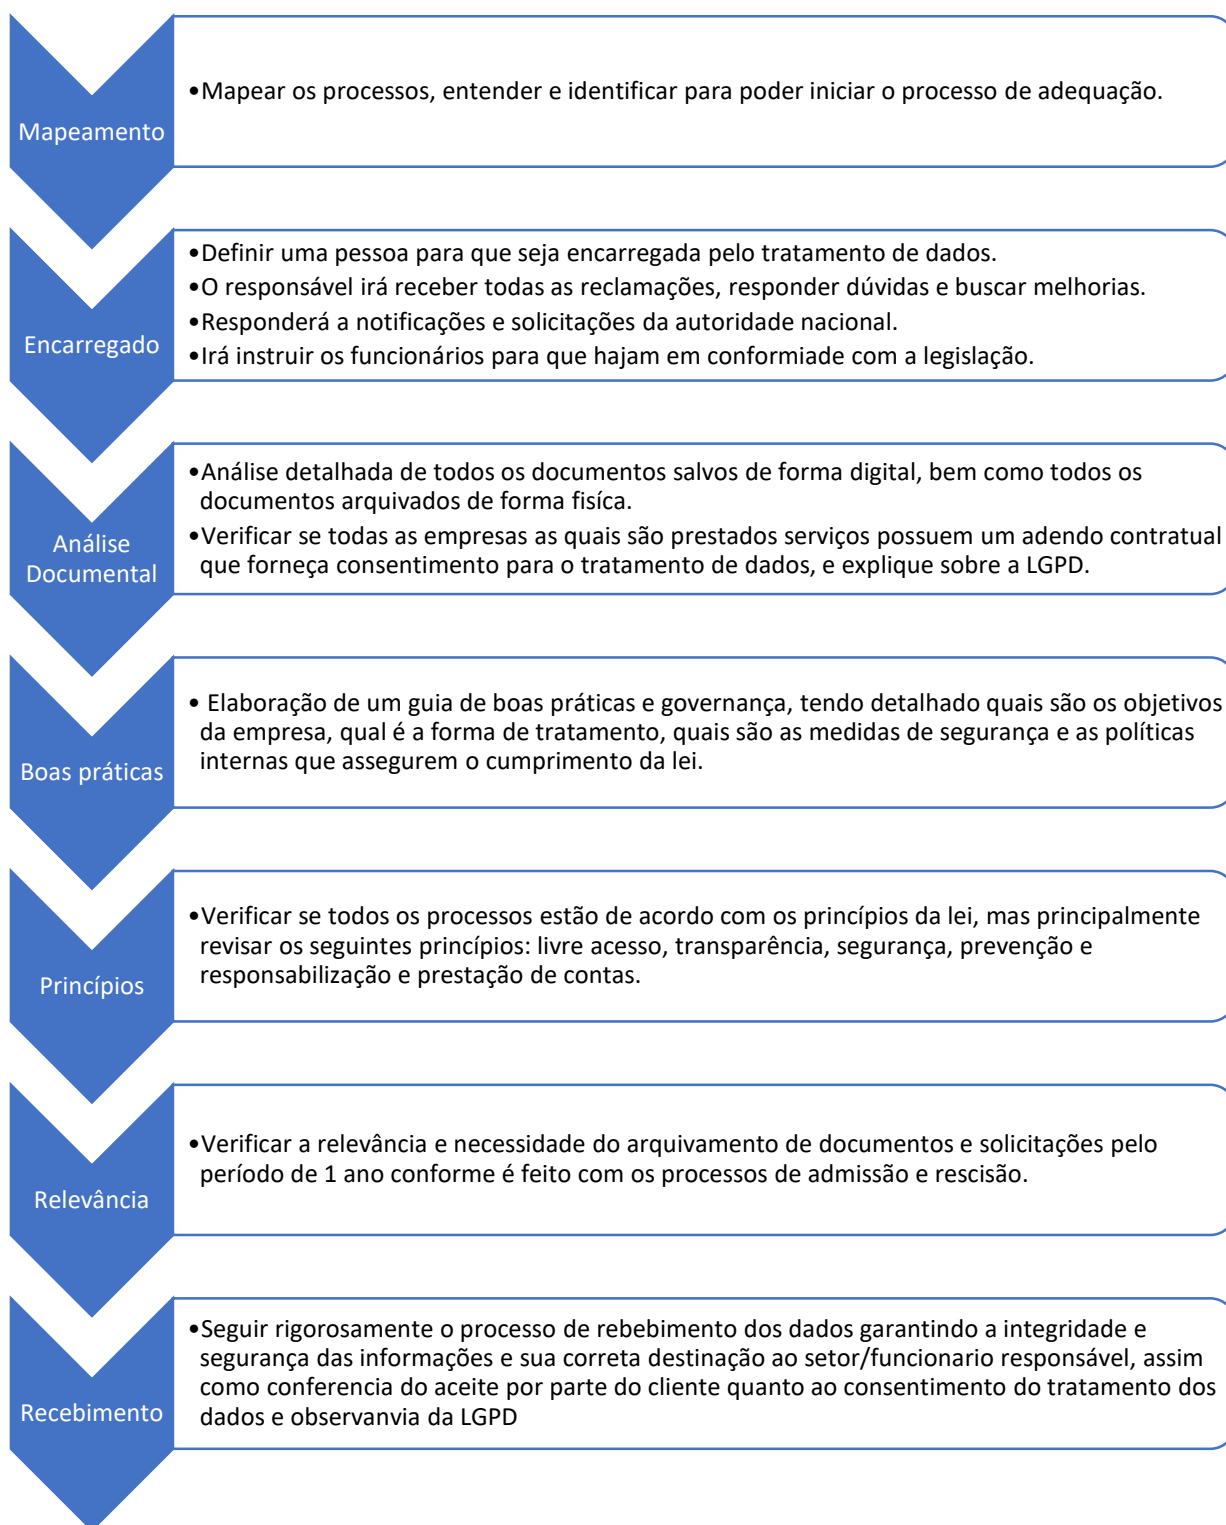 Mapeamento
•Mapear os processos, entender e identificar para poder iniciar o processo de adequação.
Encarregado
•Definir uma pessoa para que seja encarregada pelo tratamento de dados.
•O responsável irá receber todas as reclamações, responder dúvidas e buscar melhorias.
•Responderá a notificações e solicitações da autoridade nacional.
•Irá instruir os funcionários para que hajam em conformiade com a legislação.
Análise
Documental
•Análise detalhada de todos os documentos salvos de forma digital, bem como todos os
documentos arquivados de forma fisíca.
•Verificar se todas as empresas as quais são prestados serviços possuem um adendo contratual
que forneça consentimento para o tratamento de dados, e explique sobre a LGPD.
Boas práticas
• Elaboração de um guia de boas práticas e governança, tendo detalhado quais são os objetivos
da empresa, qual é a forma de tratamento, quais são as medidas de segurança e as políticas
internas que assegurem o cumprimento da lei.
Princípios
•Verificar se todos os processos estão de acordo com os princípios da lei, mas principalmente
revisar os seguintes princípios: livre acesso, transparência, segurança, prevenção e
responsabilização e prestação de contas.
Relevância
•Verificar a relevância e necessidade do arquivamento de documentos e solicitações pelo
período de 1 ano conforme é feito com os processos de admissão e rescisão.
Recebimento
•Seguir rigorosamente o processo de rebebimento dos dados garantindo a integridade e
segurança das informações e sua correta destinação ao setor/funcionario responsável, assim
como conferencia do aceite por parte do cliente quanto ao consentimento do tratamento dos
dados e observanvia da LGPD